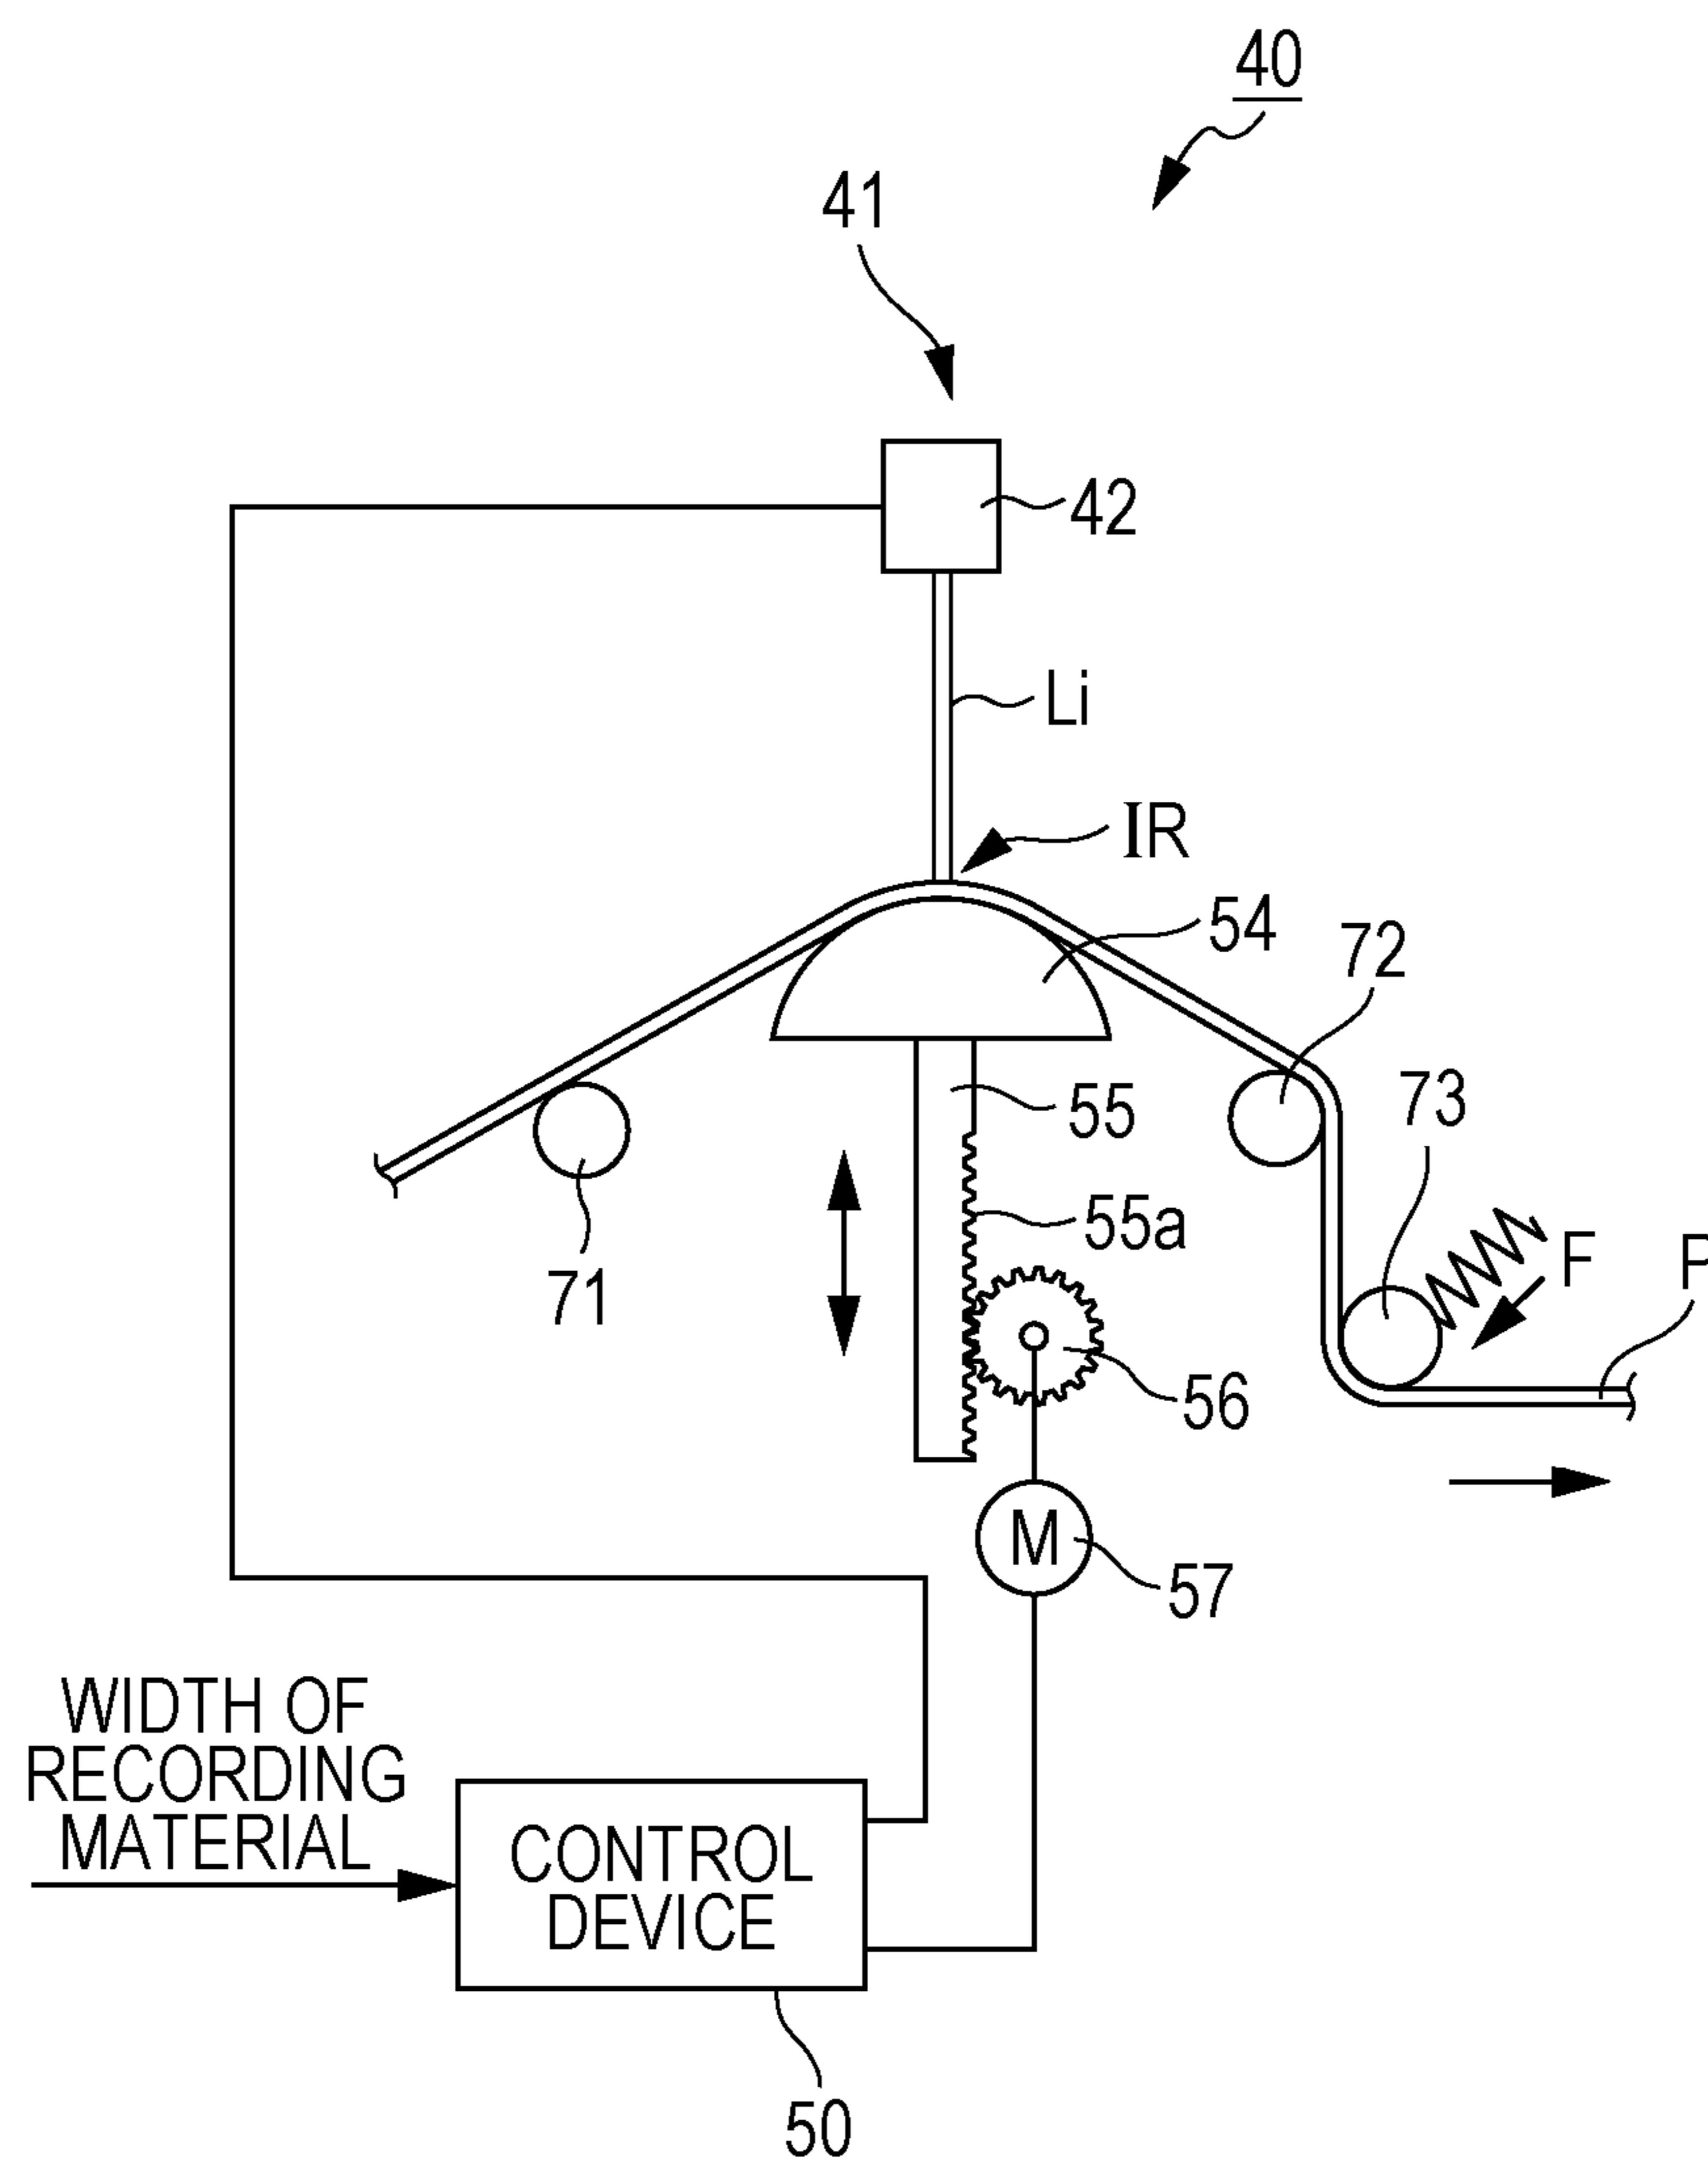 40
41
42
Li
IR
54
72
73
55
55a
71
F
P
56
M
57
WIDTH OF
RECORDING
MATERIAL
CONTROL
DEVICE
50